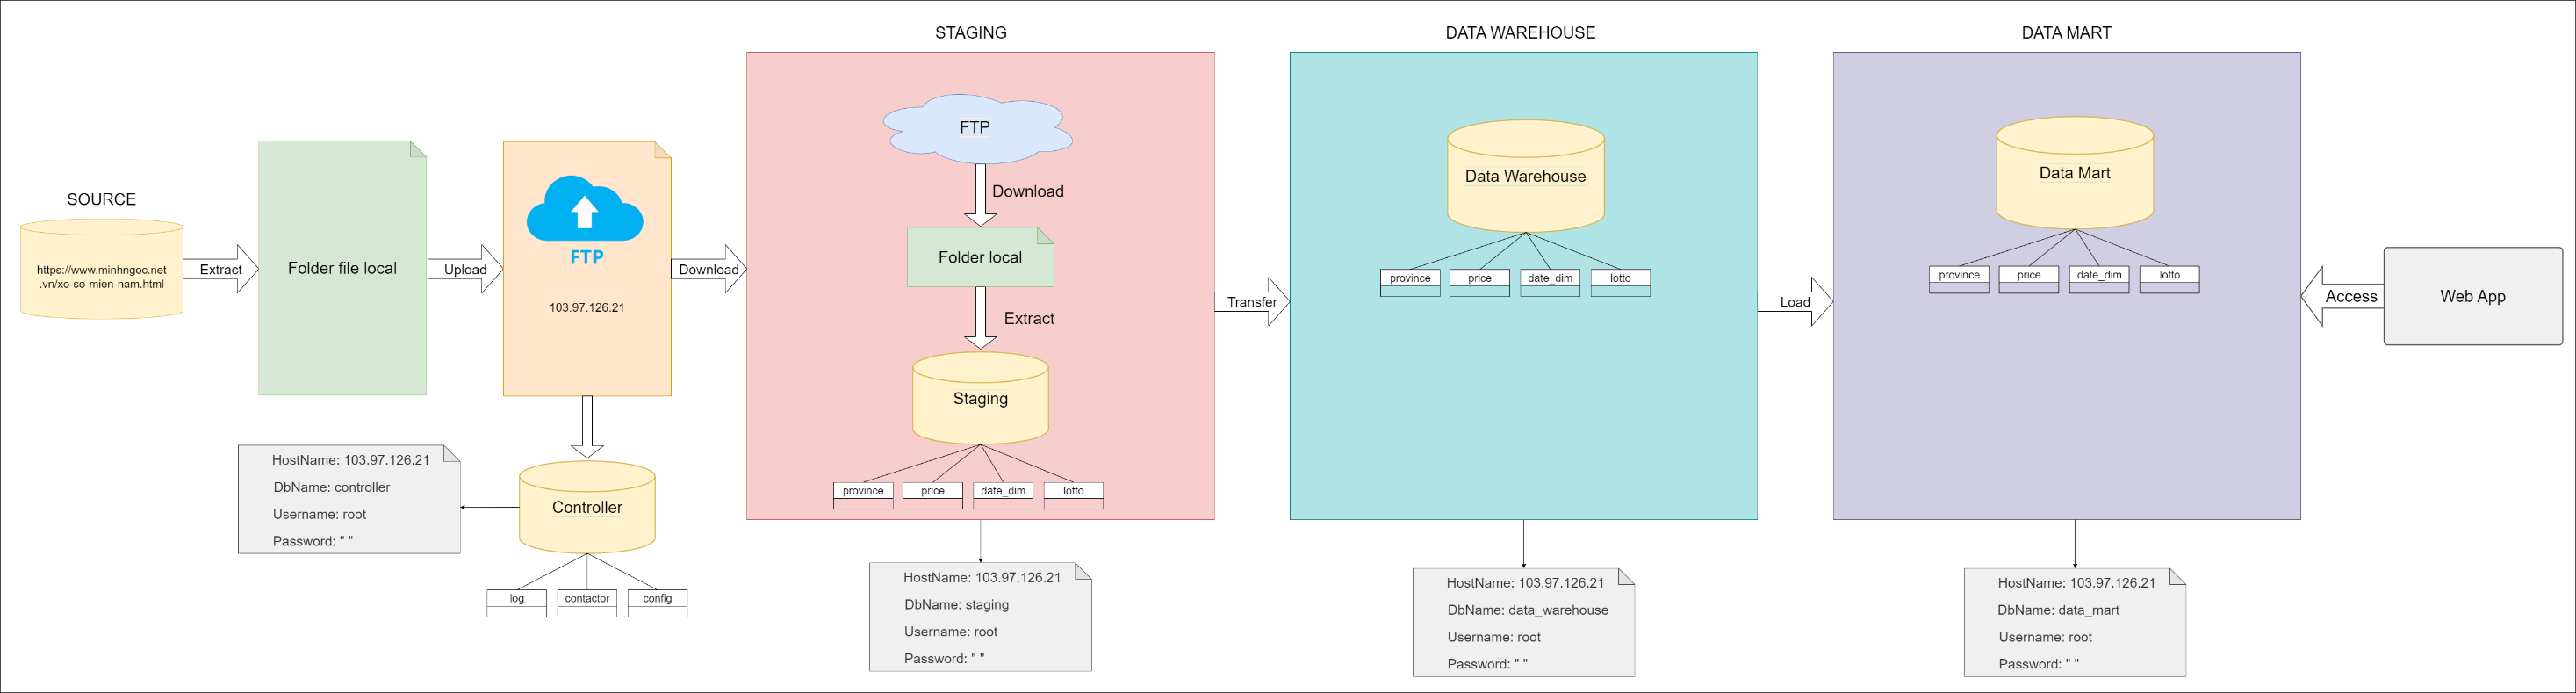 STAGING
DATA WAREHOUSE
DATA MART
SOURCE
https://www.minhngoc.net
.vn/xo-so-mien-nam.html
Extract
Folder file local
Upload
FTP
103.97.126.21
Download
FTP
Download
Folder local
Extract
Staging
province
price
date_dim
lotto
Transfer
Data Warehouse
province
price
date_dim
lotto
Load
Data Mart
province
price
date_dim
lotto
Access
Web App
HostName: 103.97.126.21
DbName: controller
Username: root
Password: " "
Controller
log
contactor
config
HostName: 103.97.126.21
DbName: staging
Username: root
Password: " "
HostName: 103.97.126.21
DbName: data_warehouse
Username: root
Password: " "
HostName: 103.97.126.21
DbName: data_mart
Username: root
Password: " "